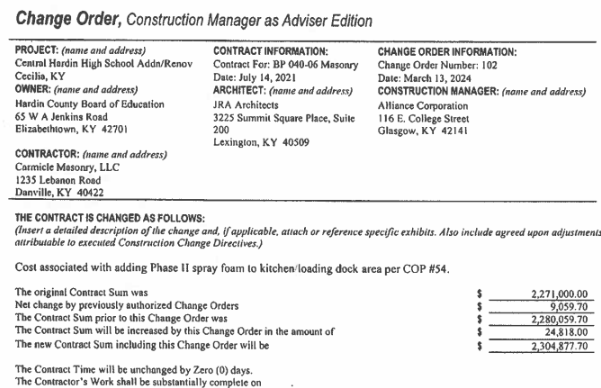 Change Order, Construction Manager as Adviser Edition
PROJECT: (name and address)
Central Hardin High School Addn/Renov
Cecilia, KY
OWNER: (name and address)
Hardin County Board of Education
65 W A Jenkins Road
Elizabethtown, KY 42701
CONTRACTOR: (name and address)
Carmicle Masonry, LLC
1235 Lebanon Road
Danville, KY 40422
CONTRACT INFORMATION:
Contract For: BP 040-06 Masonry
Date: July 14, 2021
ARCHITECT: (name and address)
JRA Architects
3225 Summit Square Place, Suite
200
Lexington, KY 40509
CHANGE ORDER INFORMATION:
Change Order Number: 102
Date: March 13, 2024
CONSTRUCTION MANAGER: (name and address)
Alliance Corporation
116 E. College Street
Glasgow, KY 42141
THE CONTRACT IS CHANGED AS FOLLOWS:
(Insert a detailed description of the change and, if applicable, attach or reference specific exhibits. Also include agreed upon adjustments
attributable to executed Construction Change Directives.)
Cost associated with adding Phase II spray foam to kitchen/loading dock area per COP #54.
The original Contract Sum was $ 2,271,000.00
Net change by previously authorized Change Orders $ 9,059.70
The Contract Sum prior to this Change Order was $ 2,280,059.70
The Contract Sum will be increased by this Change Order in the amount of $ 24,818.00
The new Contract Sum including this Change Order will be $ 2,304,877.70
The Contract Time will be unchanged by Zero (0) days.
The Contractor's Work shall be substantially complete on